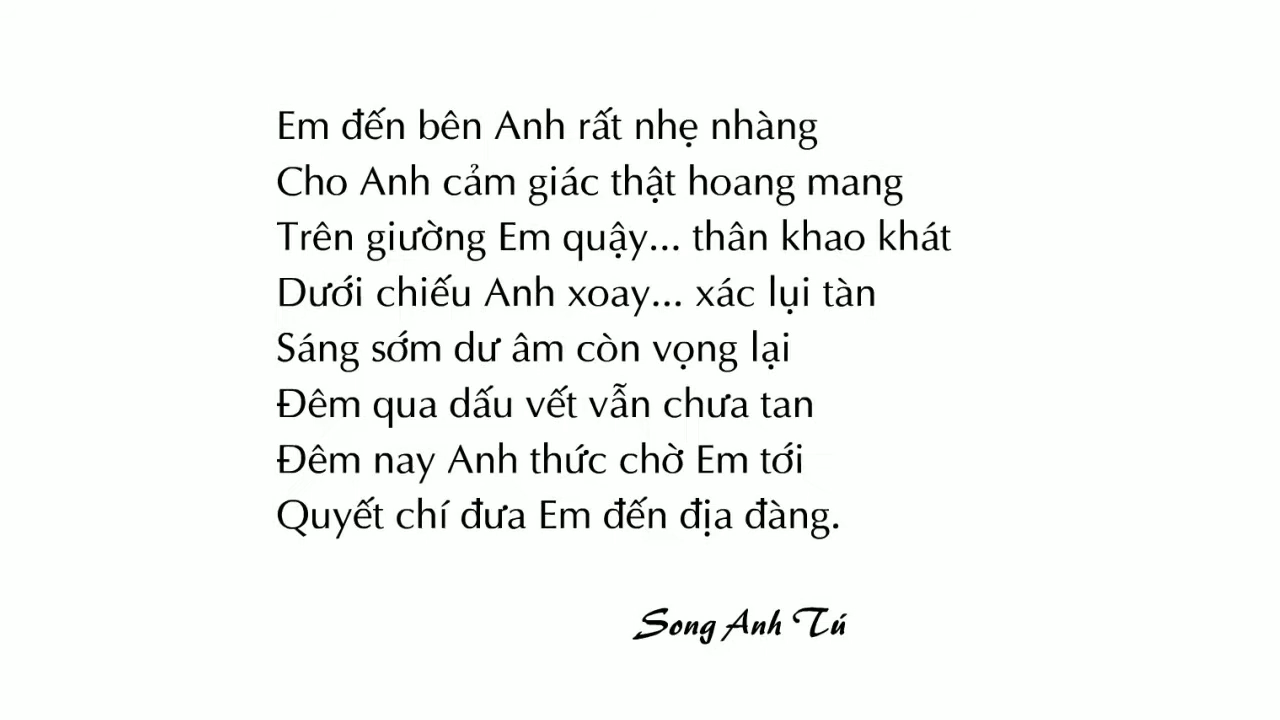 Em đến bên Anh rất nhẹ nhàng
Cho Anh cảm giác thật hoang mang
Trên giường Em quậy... thân khao khát
Dưới chiếu Anh xoay... xác lụi tàn
Sáng sớm dư âm còn vọng lại
Đêm qua dấu vết vẫn chưa tan
Đêm nay Anh thức chờ Em tới
Quyết chí đưa Em đến địa đàng.
Song Anh Tú